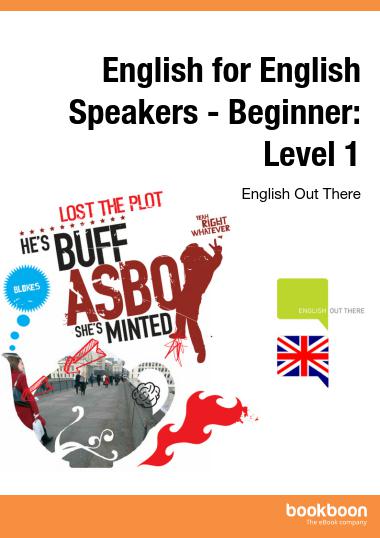 English for English
Speakers - Beginner:
Level 1
English Out There
LOST THE PLOT
YEAH
RIGHT
WHATEVER
HE'S BUFF
ASBO
BLOKES
SHE'S MINTED
ENGLISH OUT THERE
bookboon
The eBook company